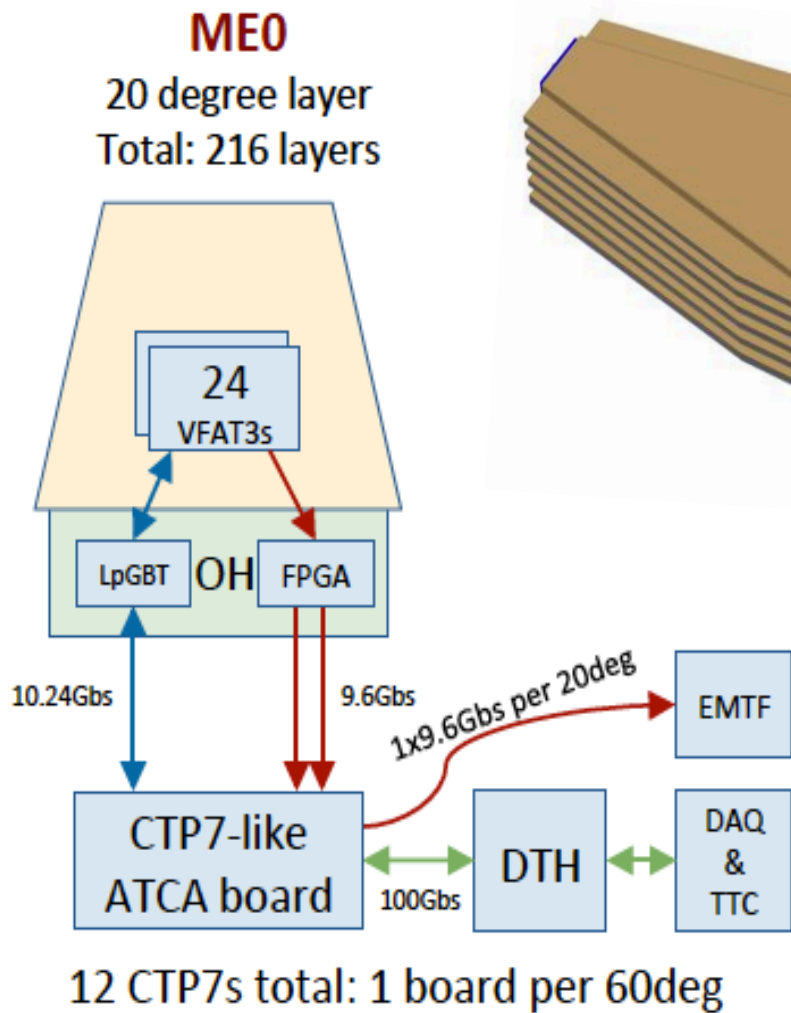 ME0
20 degree layer
Total: 216 layers
24
VFAT3s
LpGBT
OH
FPGA
10.24Gbs
9.6Gbs
1x9.6Gbs per 20deg
EMTF
CTP7-like
ATCA board
100Gbs
DTH
DAQ
&
TTC
12 CTP7s total: 1 board per 60deg